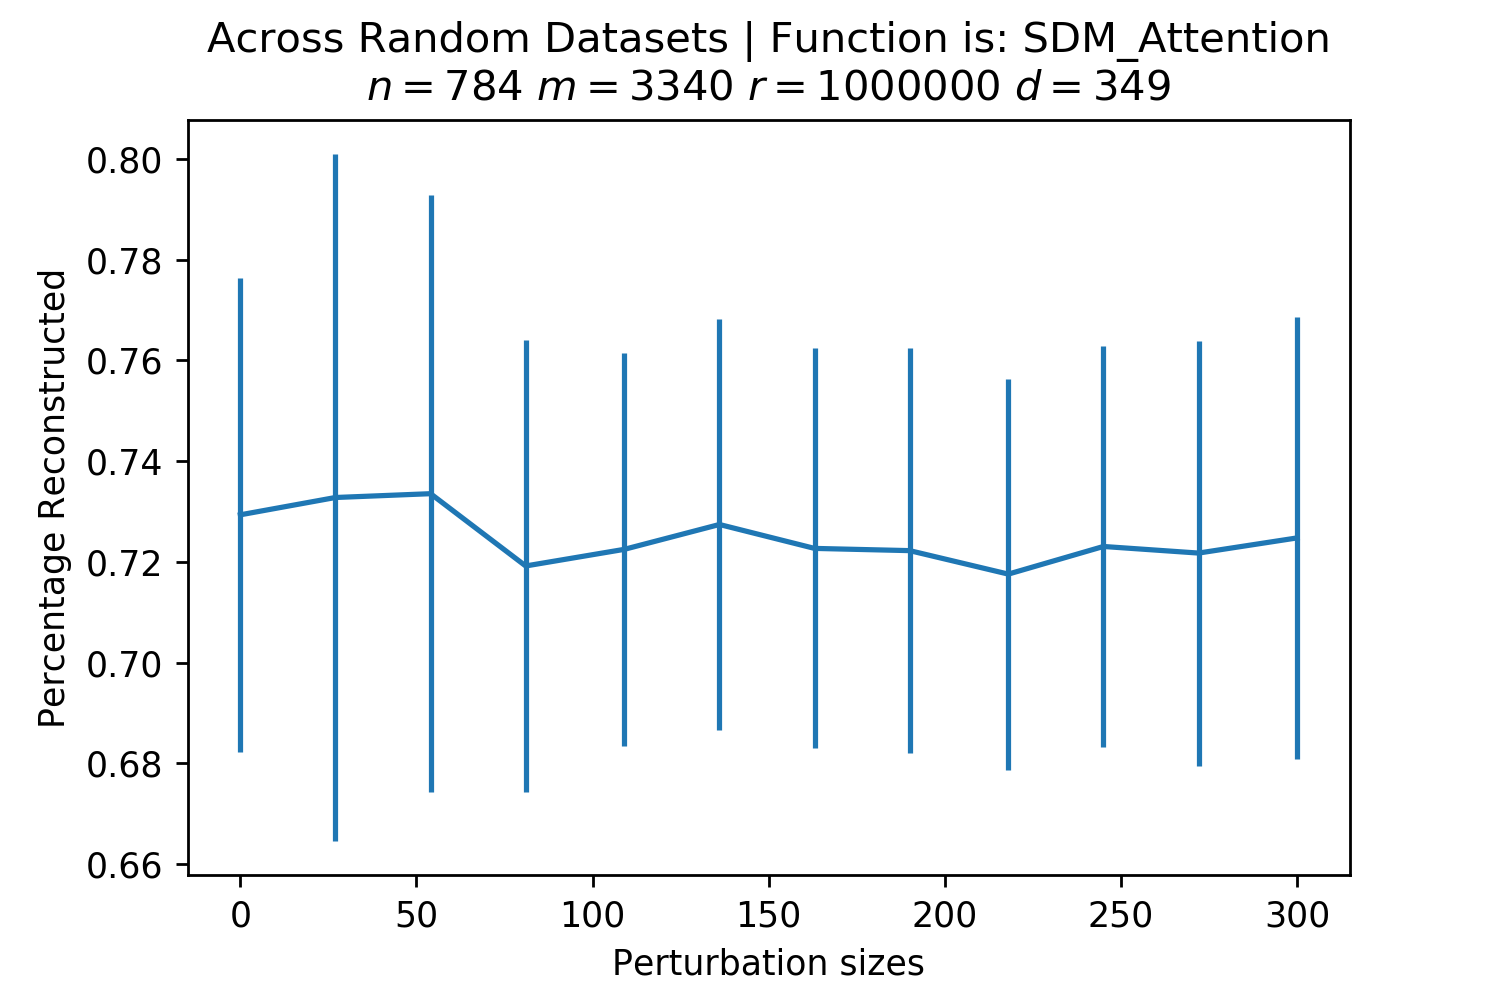 Across Random Datasets | Function is: SDM_Attention
n = 784 m = 3340 r = 1000000 d = 349
0.80
0.78
0.76
0.74
0.72
0.70
0.68
0.66
Percentage Reconstructed
0 50 100 150 200 250 300
Perturbation sizes